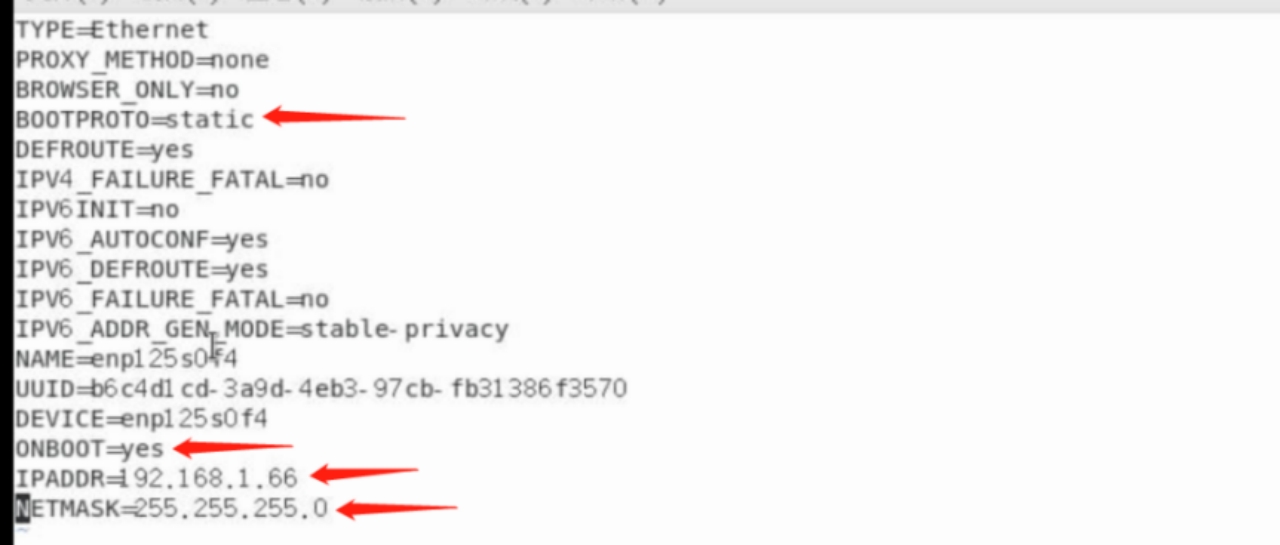 TYPE=Ethernet
PROXY_METHOD=none
BROWSER_ONLY=no
BOOTPROTO=static
DEFROUTE=yes
IPV4_FAILURE_FATAL=no
IPV6INIT=no
IPV6_AUTOCONF=yes
IPV6_DEFROUTE=yes
IPV6_FAILURE_FATAL=no
IPV6_ADDR_GEN_MODE=stable-privacy
NAME=enp125s0f4
UUID=b6c4d1cd-3a9d-4eb3-97cb-fb31386f3570
DEVICE=enp125s0f4
ONBOOT=yes
IPADDR=192.168.1.66
NETMASK=255.255.255.0
~